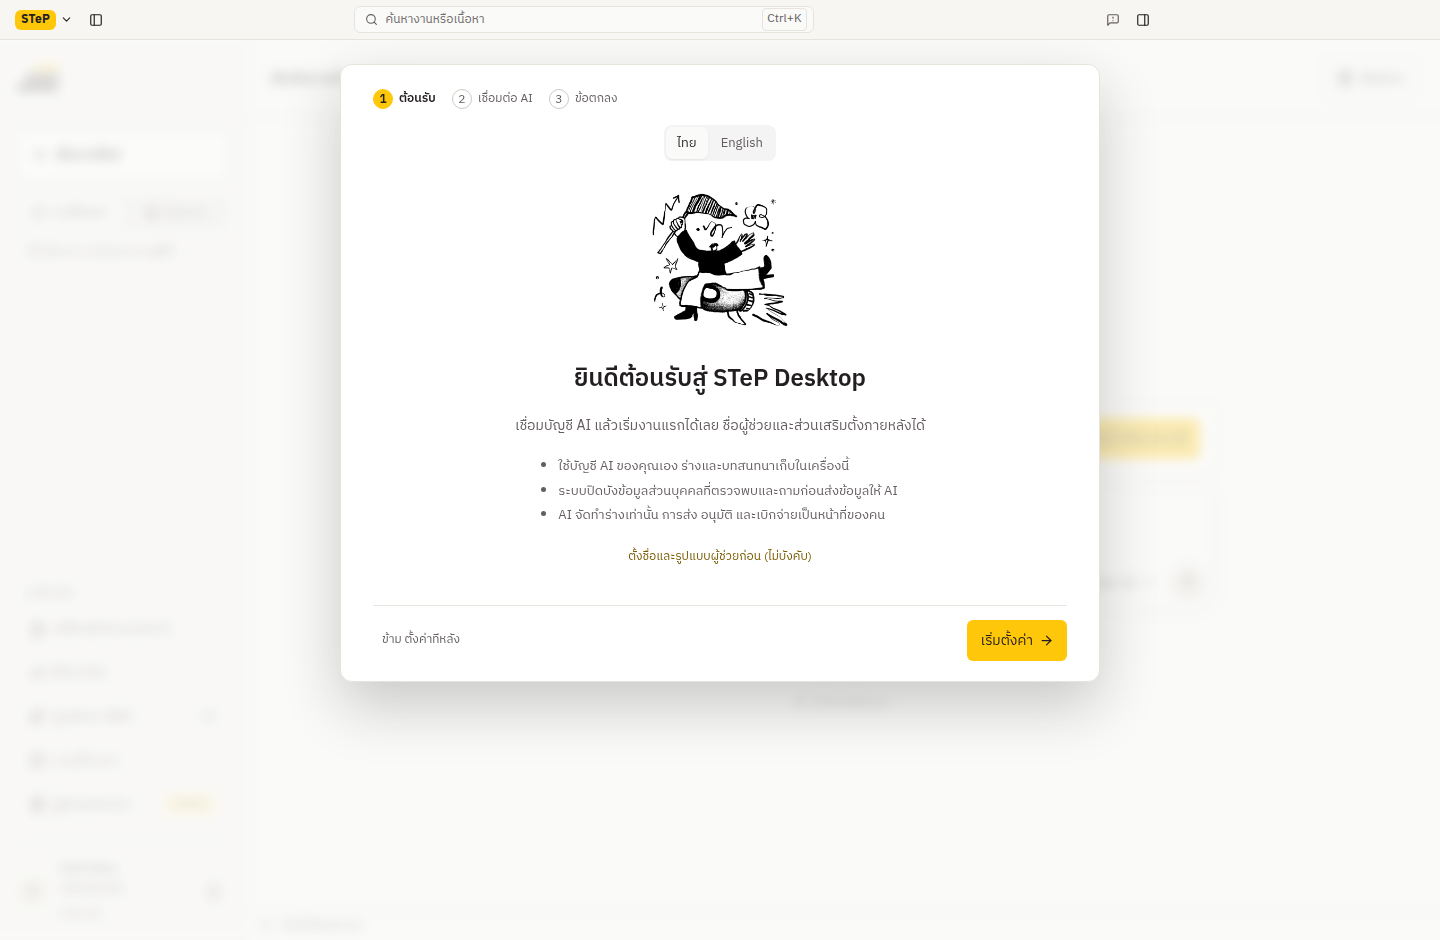 STeP
ค้นหางานหรือเนื้อหา
Ctrl+K
1 ต้อนรับ
2 เชื่อมต่อ AI
3 ข้อตกลง
ไทย
English
ยินดีต้อนรับสู่ STeP Desktop
เชื่อมบัญชี AI แล้วเริ่มงานแรกได้เลย ชื่อผู้ช่วยและส่วนเสริมตั้งภายหลังได้
ใช้บัญชี AI ของคุณเอง ร่างและบทสนทนาเก็บในเครื่องนี้
ระบบปิดบังข้อมูลส่วนบุคคลที่ตรวจพบและถามก่อนส่งข้อมูลให้ AI
AI จัดทำร่างเท่านั้น การส่ง อนุมัติ และเบิกจ่ายเป็นหน้าที่ของคน
ตั้งชื่อและรูปแบบผู้ช่วยก่อน (ไม่บังคับ)
ข้าม ตั้งค่าทีหลัง
เริ่มตั้งค่า